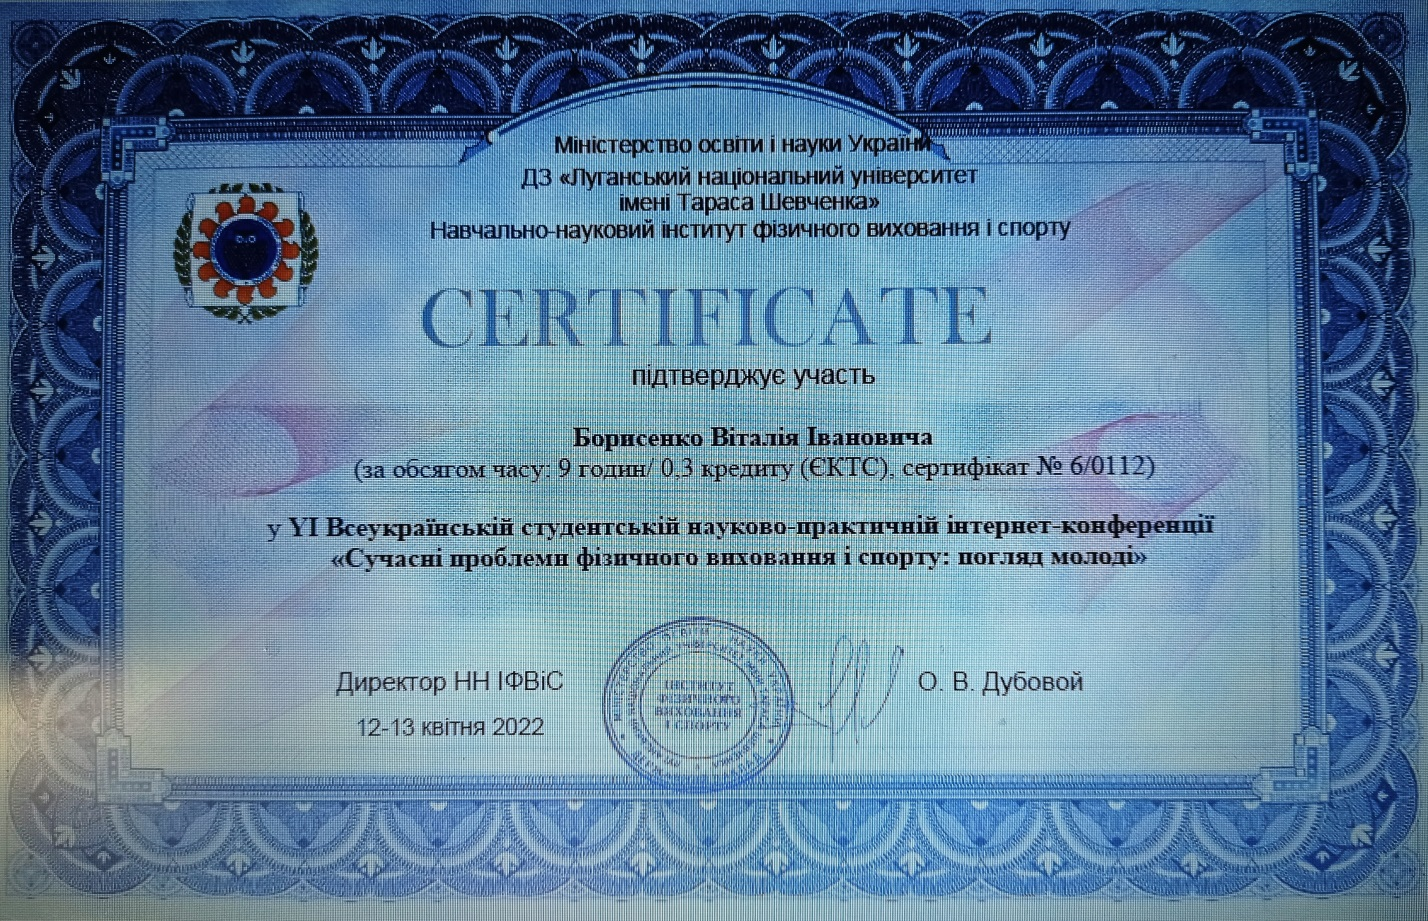 Міністерство освіти і науки України
ДЗ «Луганський національний університет
імені Тараса Шевченка»
Навчально-науковий інститут фізичного виховання і спорту
CERTIFICATE
підтверджує участь
Борисенко Віталія Івановича
(за обсягом часу: 9 годин/ 0,3 кредиту (ЄКТС), сертифікат № 6/0112)
у YI Всеукраїнській студентській науково-практичній інтернет-конференції
«Сучасні проблеми фізичного виховання і спорту: погляд молоді»
Директор НН ІФВіС
О. В. Дубовой
12-13 квітня 2022
ІНСТИТУТ
ФІЗИЧНОГО
ВИХОВАННЯ
І СПОРТУ